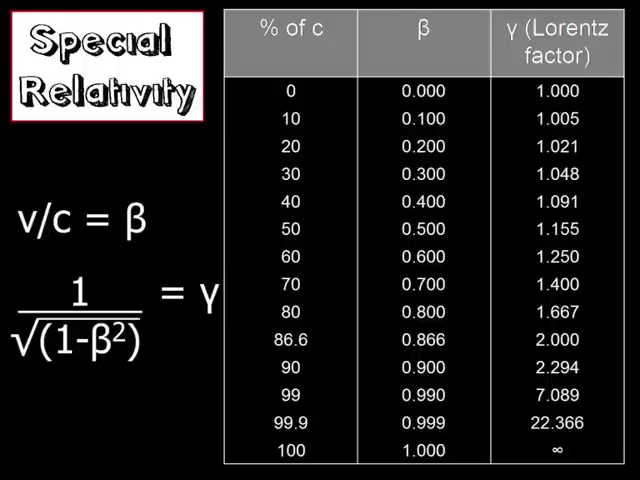 Special
Relativity
v/c = β
1
√(1-β²) = γ
% of c β γ (Lorentz factor)
0 0.000 1.000
10 0.100 1.005
20 0.200 1.021
30 0.300 1.048
40 0.400 1.091
50 0.500 1.155
60 0.600 1.250
70 0.700 1.400
80 0.800 1.667
86.6 0.866 2.000
90 0.900 2.294
99 0.990 7.089
99.9 0.999 22.366
100 1.000 ∞